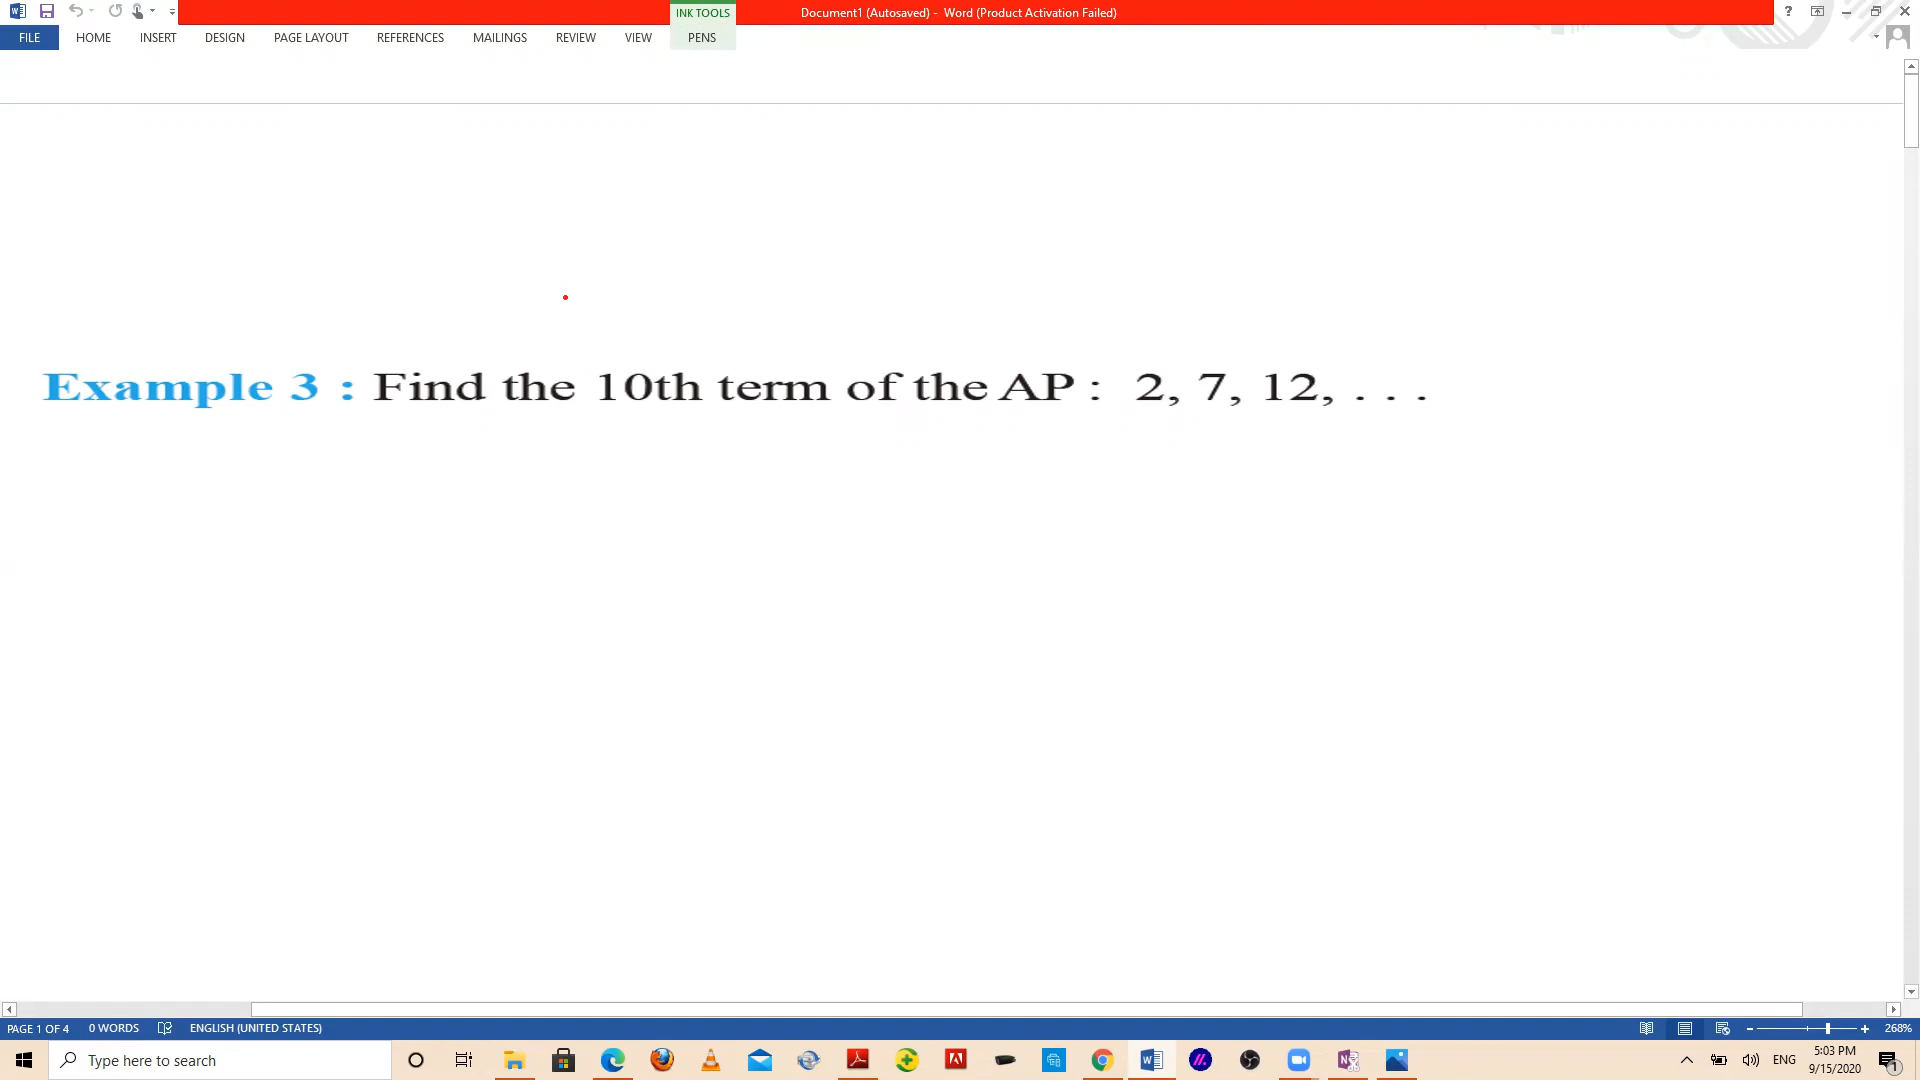 INK TOOLS
Document1 (Autosaved) - Word (Product Activation Failed)
?
FILE HOME INSERT DESIGN PAGE LAYOUT REFERENCES MAILINGS REVIEW VIEW PENS
Example 3 : Find the 10th term of the AP : 2, 7, 12, . . .
PAGE 1 OF 4 0 WORDS ENGLISH (UNITED STATES) 268%
Type here to search
ENG
5:03 PM
9/15/2020
1